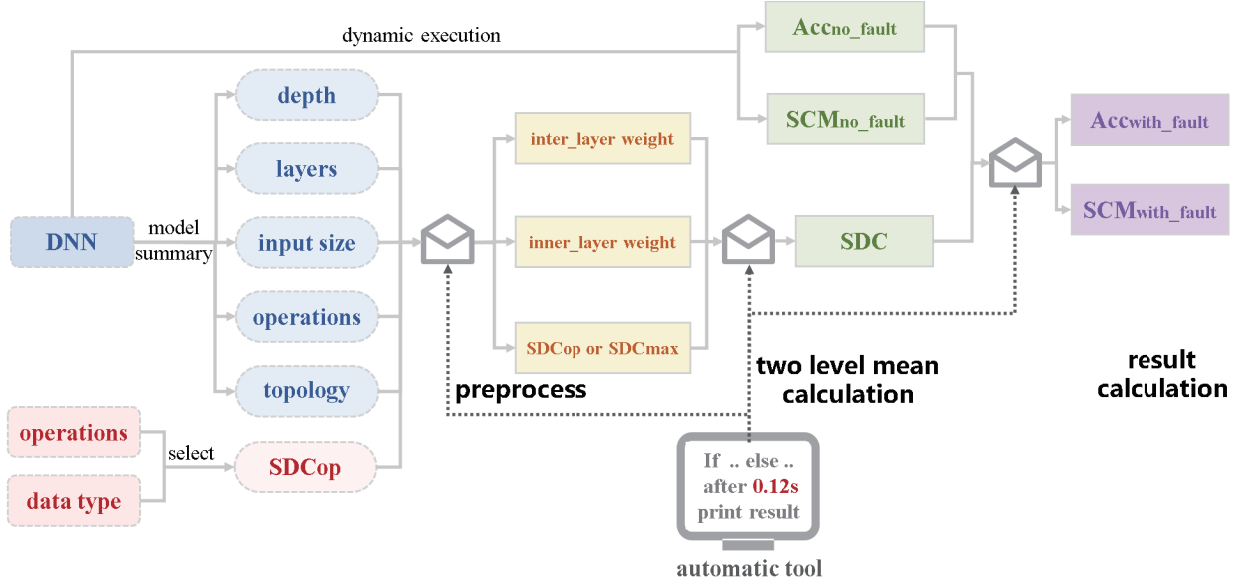 dynamic execution
Accno_fault
SCMno_fault
depth
layers
input size
operations
topology
DNN
model
summary
operations
data type
select
SDCop
inter_layer weight
inner_layer weight
SDCop or SDCmax
preprocess
SDC
two level mean
calculation
Accwith_fault
SCMwith_fault
result
calculation
If .. else ..
after 0.12s
print result
automatic tool